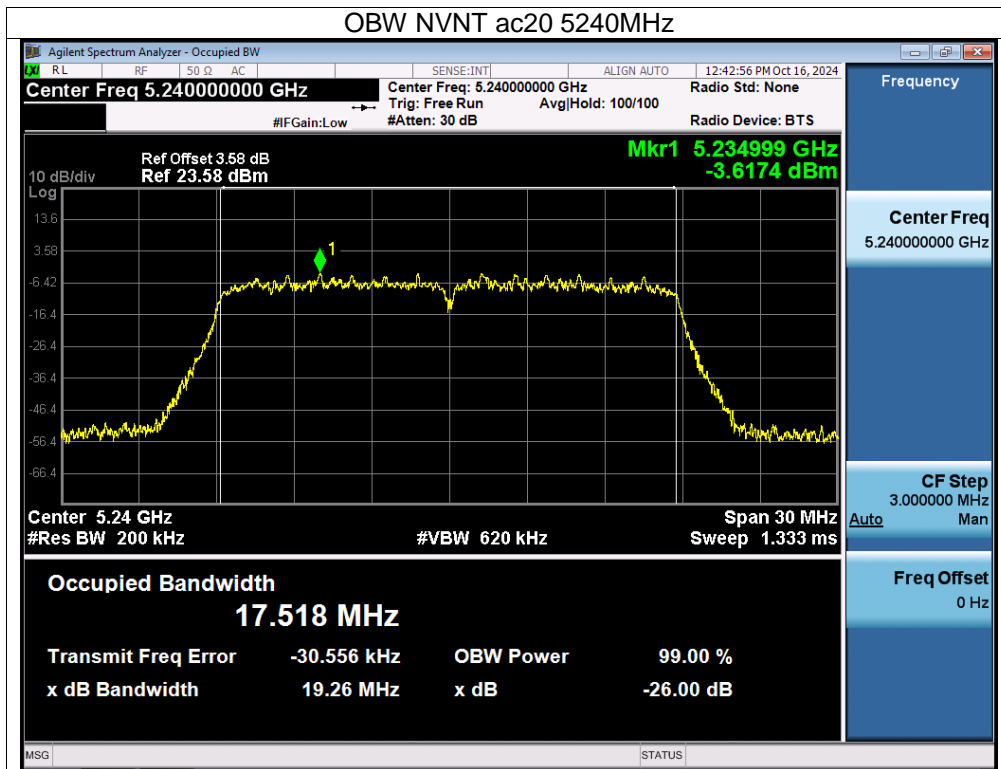 OBW NVNT ac20 5240MHz
Agilent Spectrum Analyzer - Occupied BW
LXI RL RF 50 Ω AC SENSE:INT ALIGN AUTO 12:42:56 PM Oct 16, 2024
Center Freq 5.240000000 GHz
Center Freq: 5.240000000 GHz
Radio Std: None
Trig: Free Run Avg|Hold: 100/100
#IFGain:Low #Atten: 30 dB Radio Device: BTS
Frequency
Mkr1 5.234999 GHz
-3.6174 dBm
Ref Offset 3.58 dB
10 dB/div Ref 23.58 dBm
Log
13.6
3.58
-6.42
-16.4
-26.4
-36.4
-46.4
-56.4
-66.4
1
Center 5.24 GHz Span 30 MHz
#Res BW 200 kHz #VBW 620 kHz Sweep 1.333 ms
Occupied Bandwidth
17.518 MHz
Transmit Freq Error -30.556 kHz OBW Power 99.00 %
x dB Bandwidth 19.26 MHz x dB -26.00 dB
Center Freq
5.240000000 GHz
CF Step
3.000000 MHz
Auto Man
Freq Offset
0 Hz
MSG STATUS